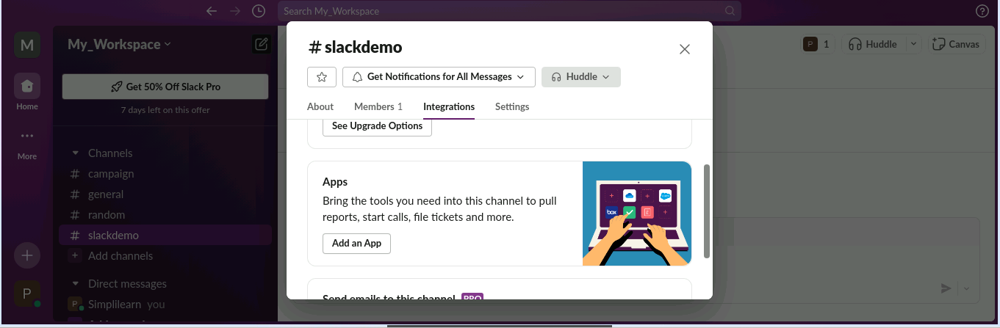 Search My_Workspace
M
My_Workspace
P 1
Huddle
Canvas
Get 50% Off Slack Pro
7 days left on this offer
Home
More
Channels
# campaign
# general
# random
# slackdemo
+ Add channels
Direct messages
P
P Simplilearn you
# slackdemo
Get Notifications for All Messages
Huddle
About Members 1 Integrations Settings
See Upgrade Options
Apps
Bring the tools you need into this channel to pull
reports, start calls, file tickets and more.
Add an App
box
Send emails to this channel PRO